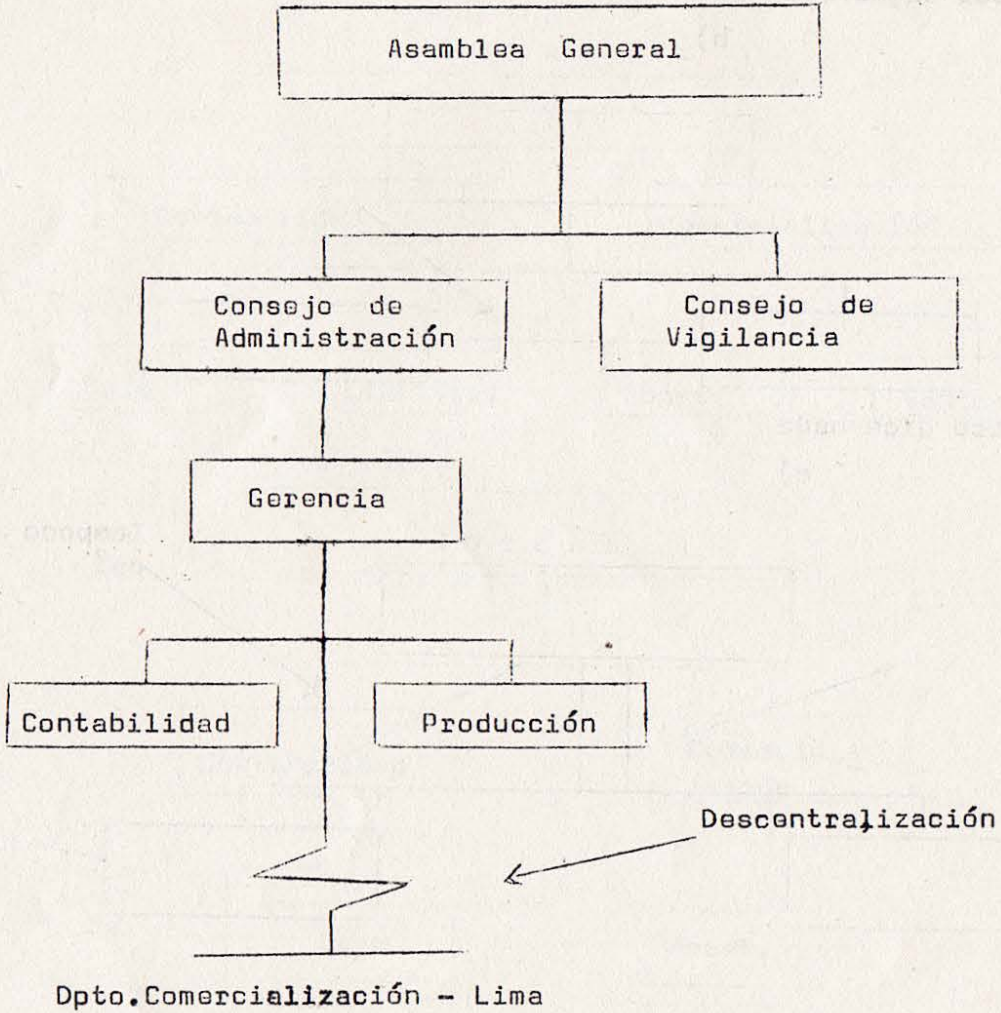 Asamblea General
Consejo de
Administración
Consejo de
Vigilancia
Gerencia
Contabilidad
Producción
Descentralización
Dpto.Comercialización - Lima